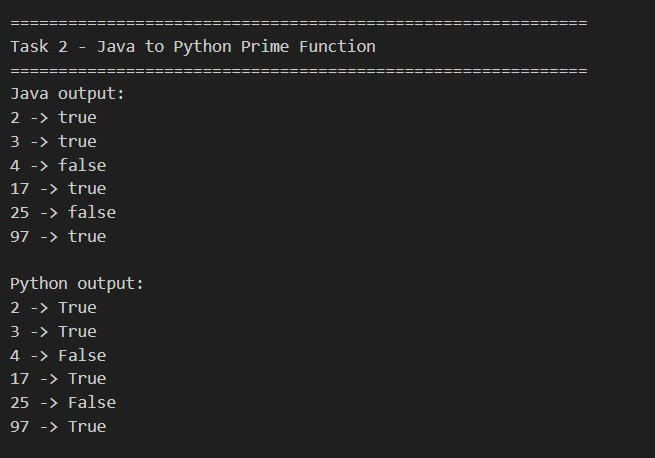 ============================================================
Task 2 - Java to Python Prime Function
============================================================
Java output:
2 -> true
3 -> true
4 -> false
17 -> true
25 -> false
97 -> true

Python output:
2 -> True
3 -> True
4 -> False
17 -> True
25 -> False
97 -> True